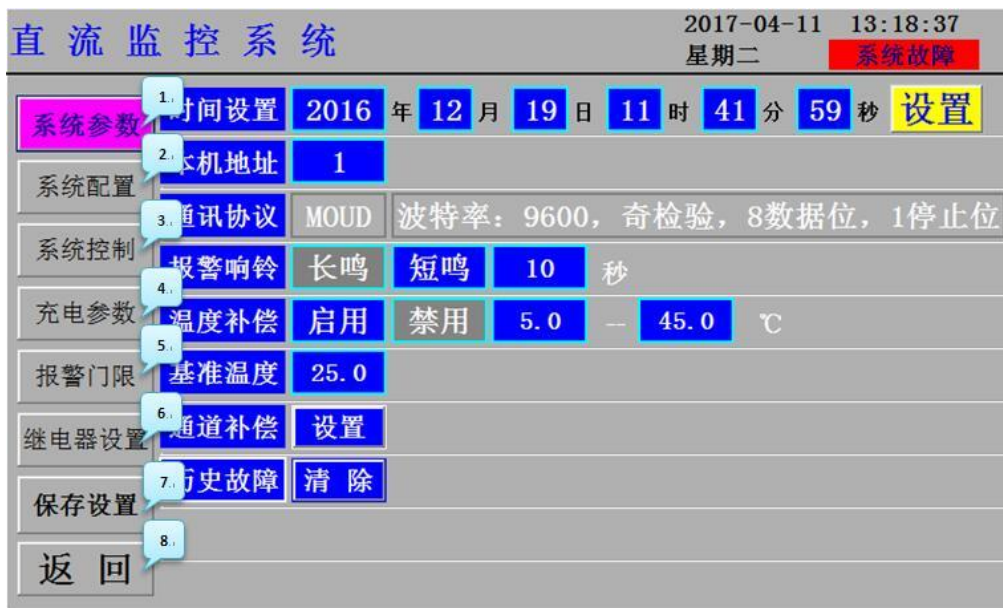 直流监控系统
2017-04-11 13:18:37
星期二 系统故障
系统参数
系统配置
系统控制
充电参数
报警门限
继电器设置
保存设置
返回
1.
2.
3.
4.
5.
6.
7.
8.
时间设置 2016 年 12 月 19 日 11 时 41 分 59 秒 设置
本机地址 1
通讯协议 MOUD 波特率：9600，奇检验，8数据位，1停止位
报警响铃 长鸣 短鸣 10 秒
温度补偿 启用 禁用 5.0 -- 45.0 ℃
基准温度 25.0
通道补偿 设置
历史故障 清除